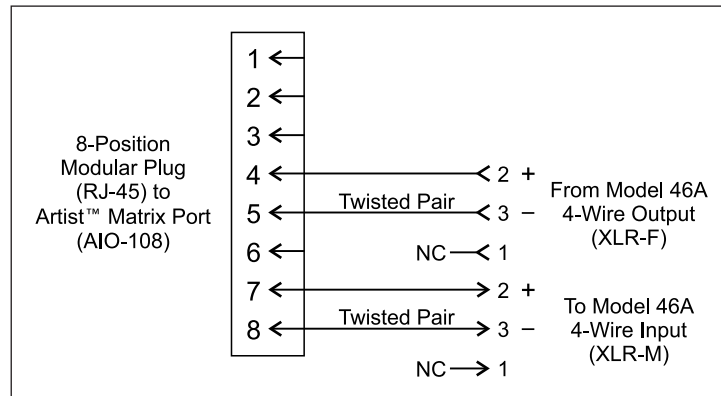 8-Position
Modular Plug
(RJ-45) to
Artist™ Matrix Port
(AIO-108)
1
2
3
4
5
6
7
8
Twisted Pair
2 +
3 –
NC 1
From Model 46A
4-Wire Output
(XLR-F)
Twisted Pair
2 +
3 –
NC 1
To Model 46A
4-Wire Input
(XLR-M)